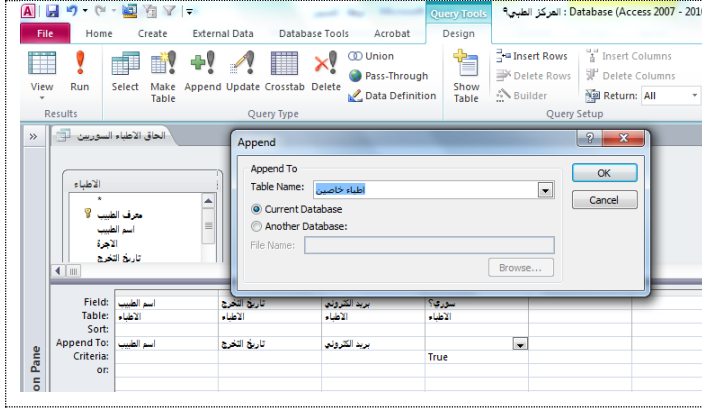 A
Query Tools
المركز الطبي٩ : Database (Access 2007 - 2010
File Home Create External Data Database Tools Acrobat Design
View Run Select Make Table Append Update Crosstab Delete
Union
Pass-Through
Data Definition
Show Table
Insert Rows
Delete Rows
Builder
Insert Columns
Delete Columns
Return: All
Results Query Type Query Setup
»
الحاق الاطباء السوريين
Append
Append To
Table Name: اطباء خاصين
Current Database
Another Database:
File Name:
Browse...
OK
Cancel
الاطباء
*
معرف الطبيب
اسم الطبيب
الاجرة
تاريخ التخرج
Field: اسم الطبيب تاريخ التخرج بريد الكتروني سوري؟
Table: الاطباء الاطباء الاطباء الاطباء
Sort:
Append To: اسم الطبيب تاريخ التخرج بريد الكتروني
Criteria: True
or:
on Pane